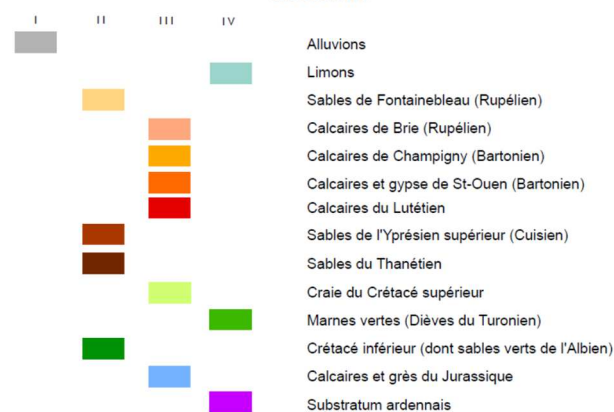 I II III IV
Alluvions
Limons
Sables de Fontainebleau (Rupélien)
Calcaires de Brie (Rupélien)
Calcaires de Champigny (Bartonien)
Calcaires et gypse de St-Ouen (Bartonien)
Calcaires du Lutétien
Sables de l'Yprésien supérieur (Cuisien)
Sables du Thanétien
Craie du Crétacé supérieur
Marnes vertes (Dièves du Turonien)
Crétacé inférieur (dont sables verts de l'Albien)
Calcaires et grès du Jurassique
Substratum ardennais